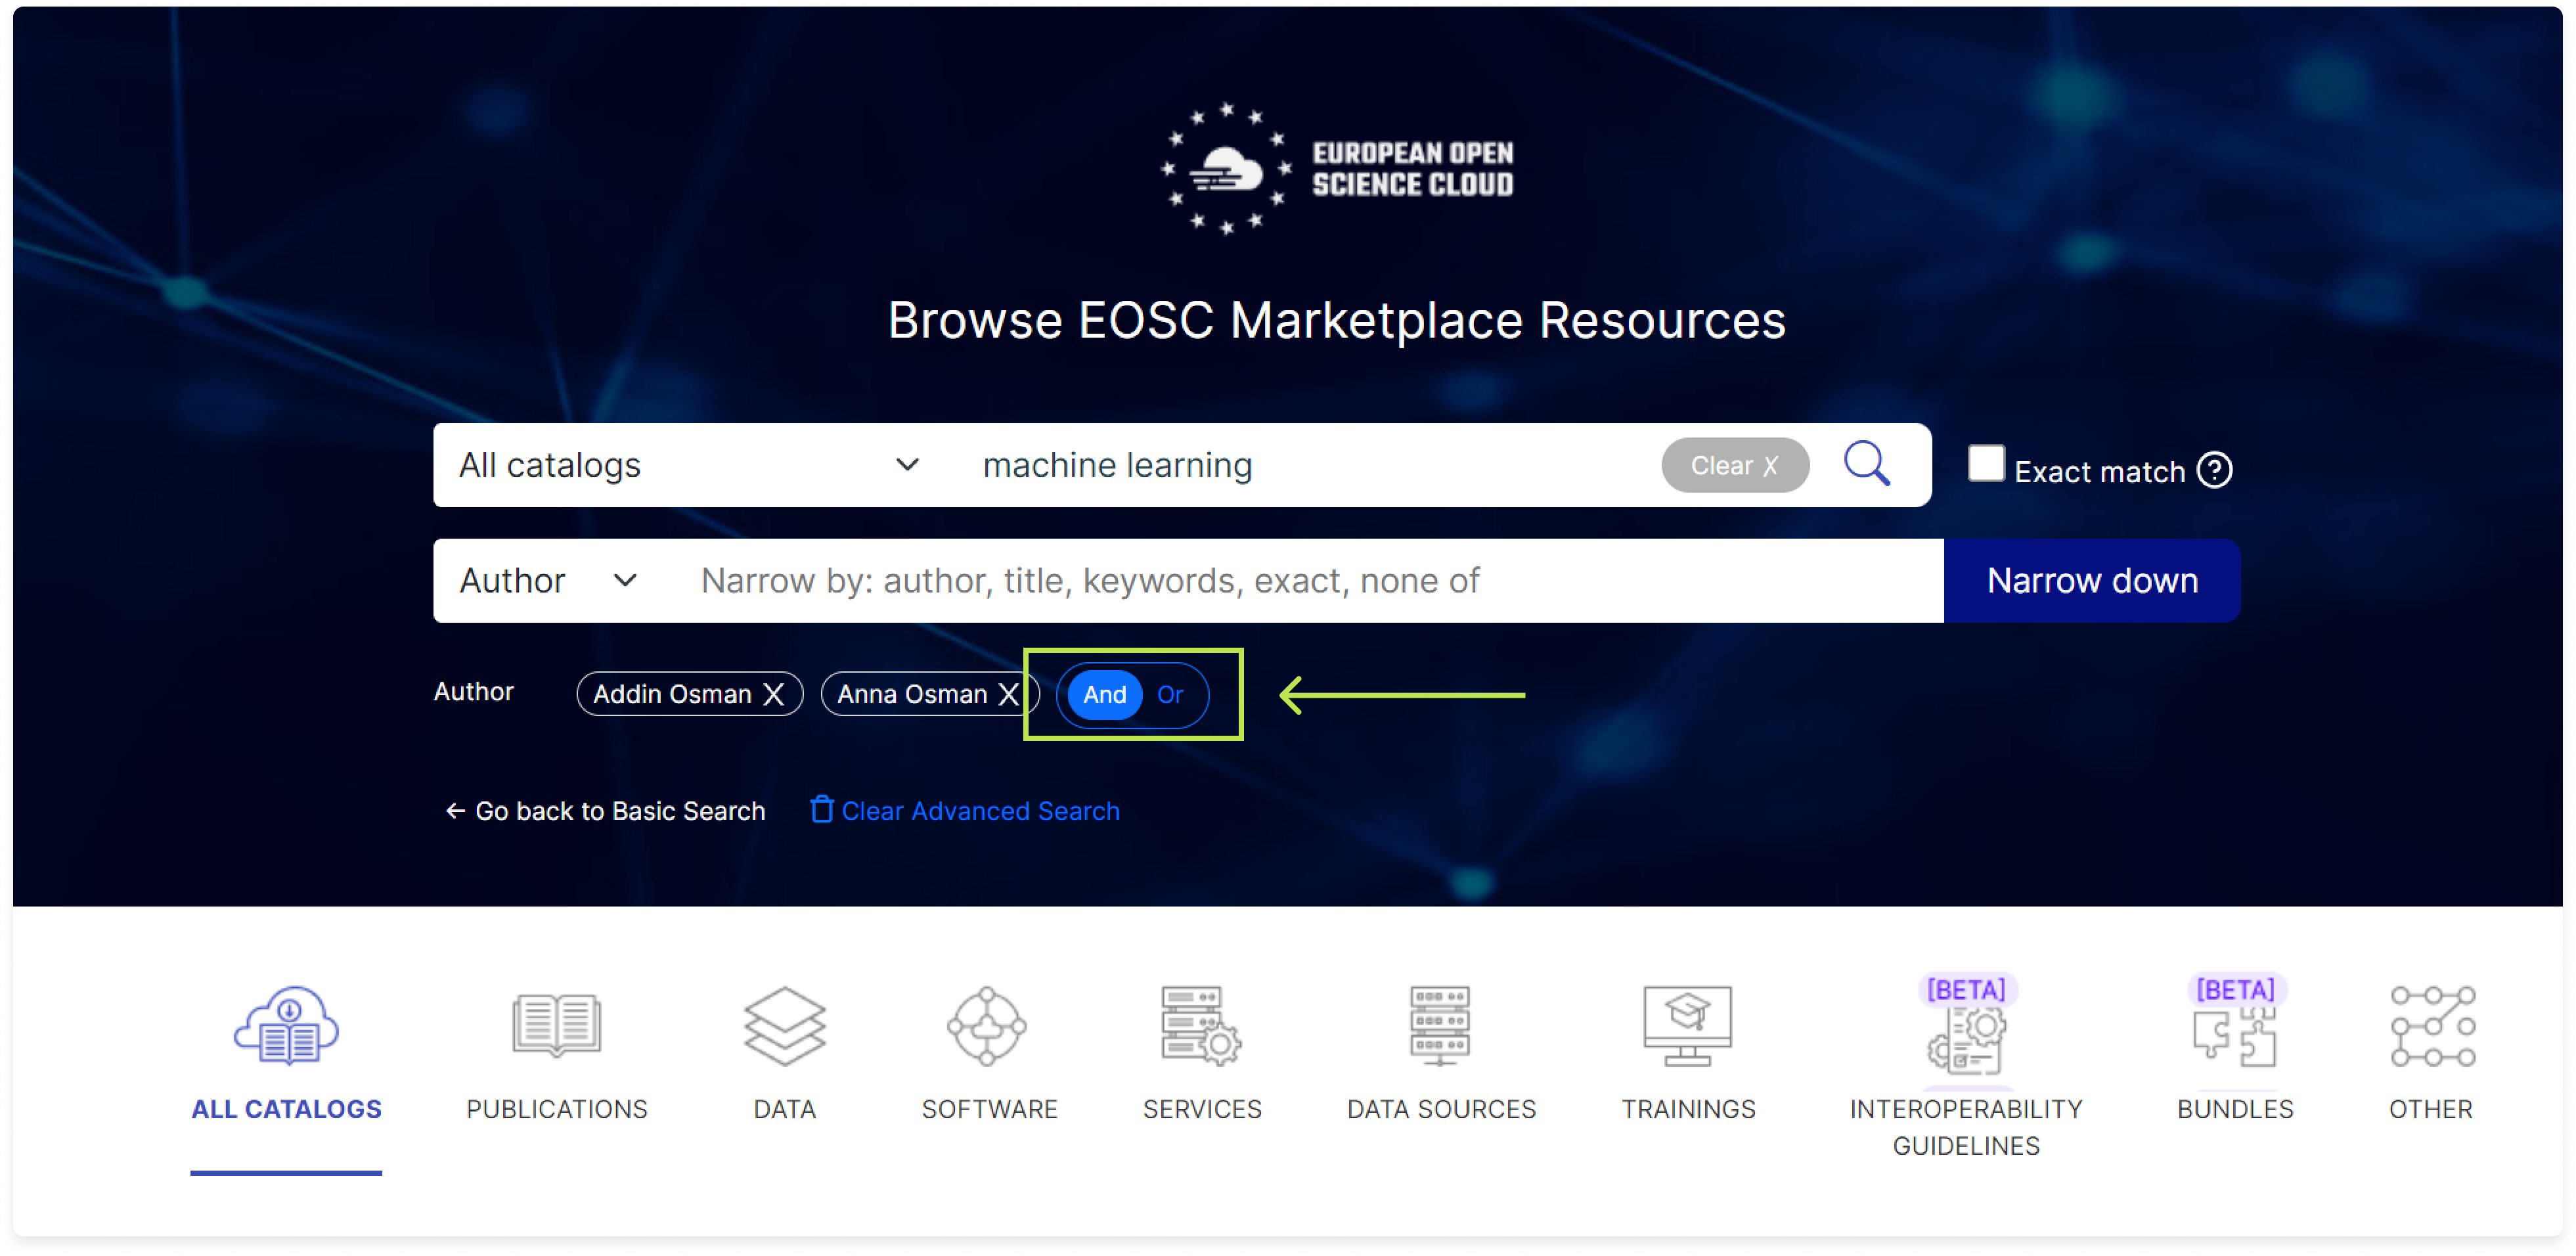 EUROPEAN OPEN
SCIENCE CLOUD
Browse EOSC Marketplace Resources
All catalogs machine learning Clear X Exact match ?
Author Narrow by: author, title, keywords, exact, none of Narrow down
Author Addin Osman X Anna Osman X And Or
← Go back to Basic Search Clear Advanced Search
[BETA] [BETA]
ALL CATALOGS PUBLICATIONS DATA SOFTWARE SERVICES DATA SOURCES TRAININGS INTEROPERABILITY BUNDLES OTHER
GUIDELINES